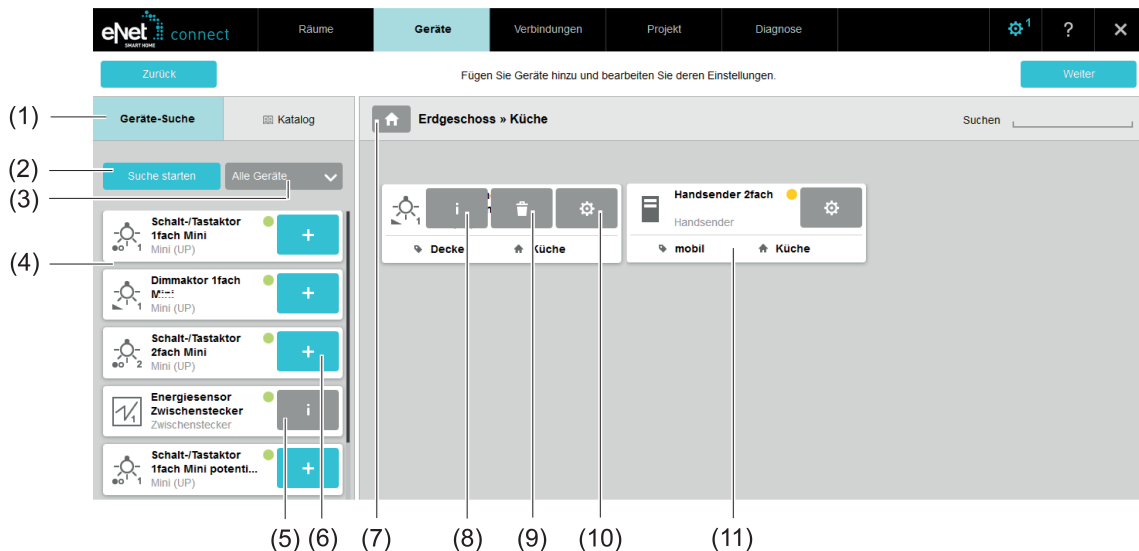 eNet connect
SMART HOME
Räume
Geräte
Verbindungen
Projekt
Diagnose
1
?
Zurück
Fügen Sie Geräte hinzu und bearbeiten Sie deren Einstellungen.
Weiter
(1)
Geräte-Suche
Katalog
Erdgeschoss » Küche
Suchen
(2)
Suche starten
Alle Geräte
(3)
Schalt-/Tastaktor
1fach Mini
Mini (UP)
1
+
(4)
Dimmaktor 1fach
Mini
Mini (UP)
1
+
Schalt-/Tastaktor
2fach Mini
Mini (UP)
2
+
Energiesensor
Zwischenstecker
Zwischenstecker
1
i
Schalt-/Tastaktor
1fach Mini potenti...
Mini (UP)
1
+
1
i
Decke
Küche
Handsender 2fach
Handsender
mobil
Küche
(5)
(6)
(7)
(8)
(9)
(10)
(11)